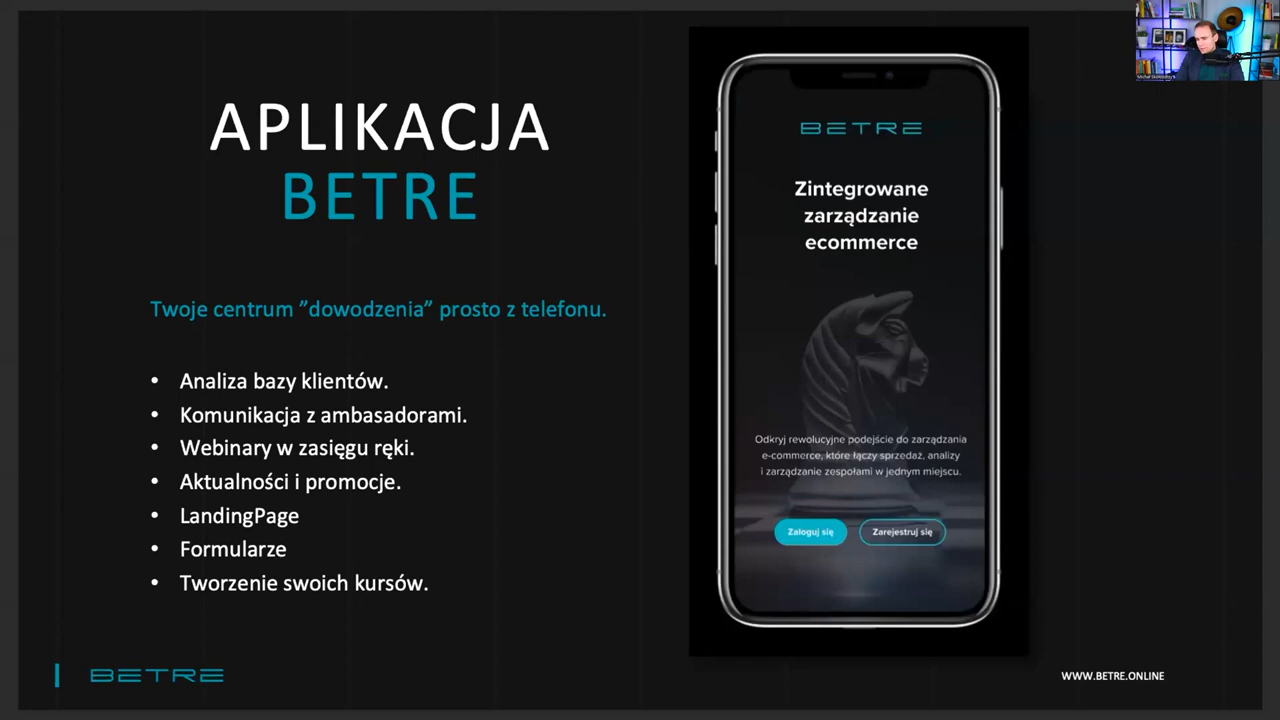 APLIKACJA
BETRE
Twoje centrum ”dowodzenia” prosto z telefonu.
• Analiza bazy klientów.
• Komunikacja z ambasadorami.
• Webinary w zasięgu ręki.
• Aktualności i promocje.
• LandingPage
• Formularze
• Tworzenie swoich kursów.
BETRE
Zintegrowane
zarządzanie
ecommerce
Odkryj rewolucyjne podejście do zarządzania
e-commerce, które łączy sprzedaż, analizy
i zarządzanie zespołami w jednym miejscu.
Zaloguj się
Zarejestruj się
BETRE
WWW.BETRE.ONLINE